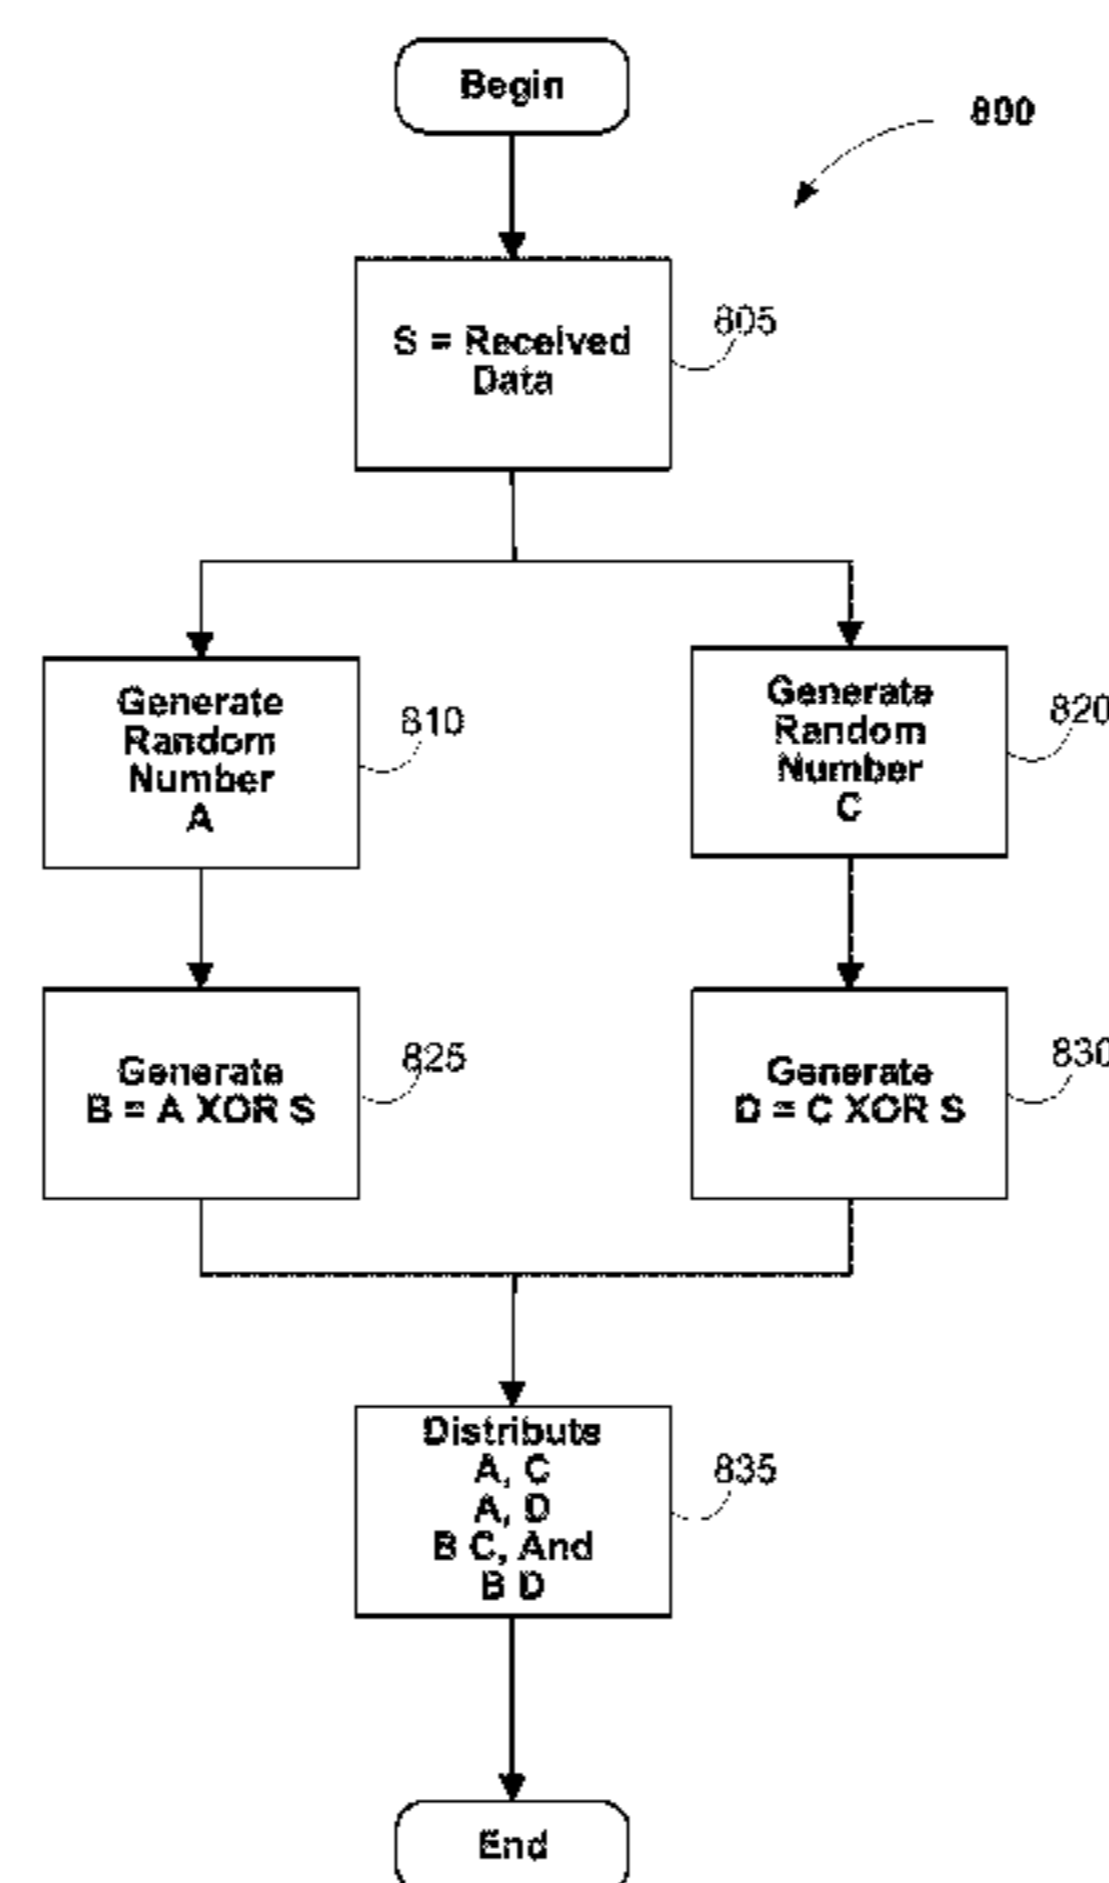 Begin
800
S = Received
Data
805
Generate
Random
Number
A
810
Generate
Random
Number
C
820
Generate
B = A XOR S
825
Generate
D = C XOR S
830
Distributs
A, C
A, D
B C, And
B D
835
End